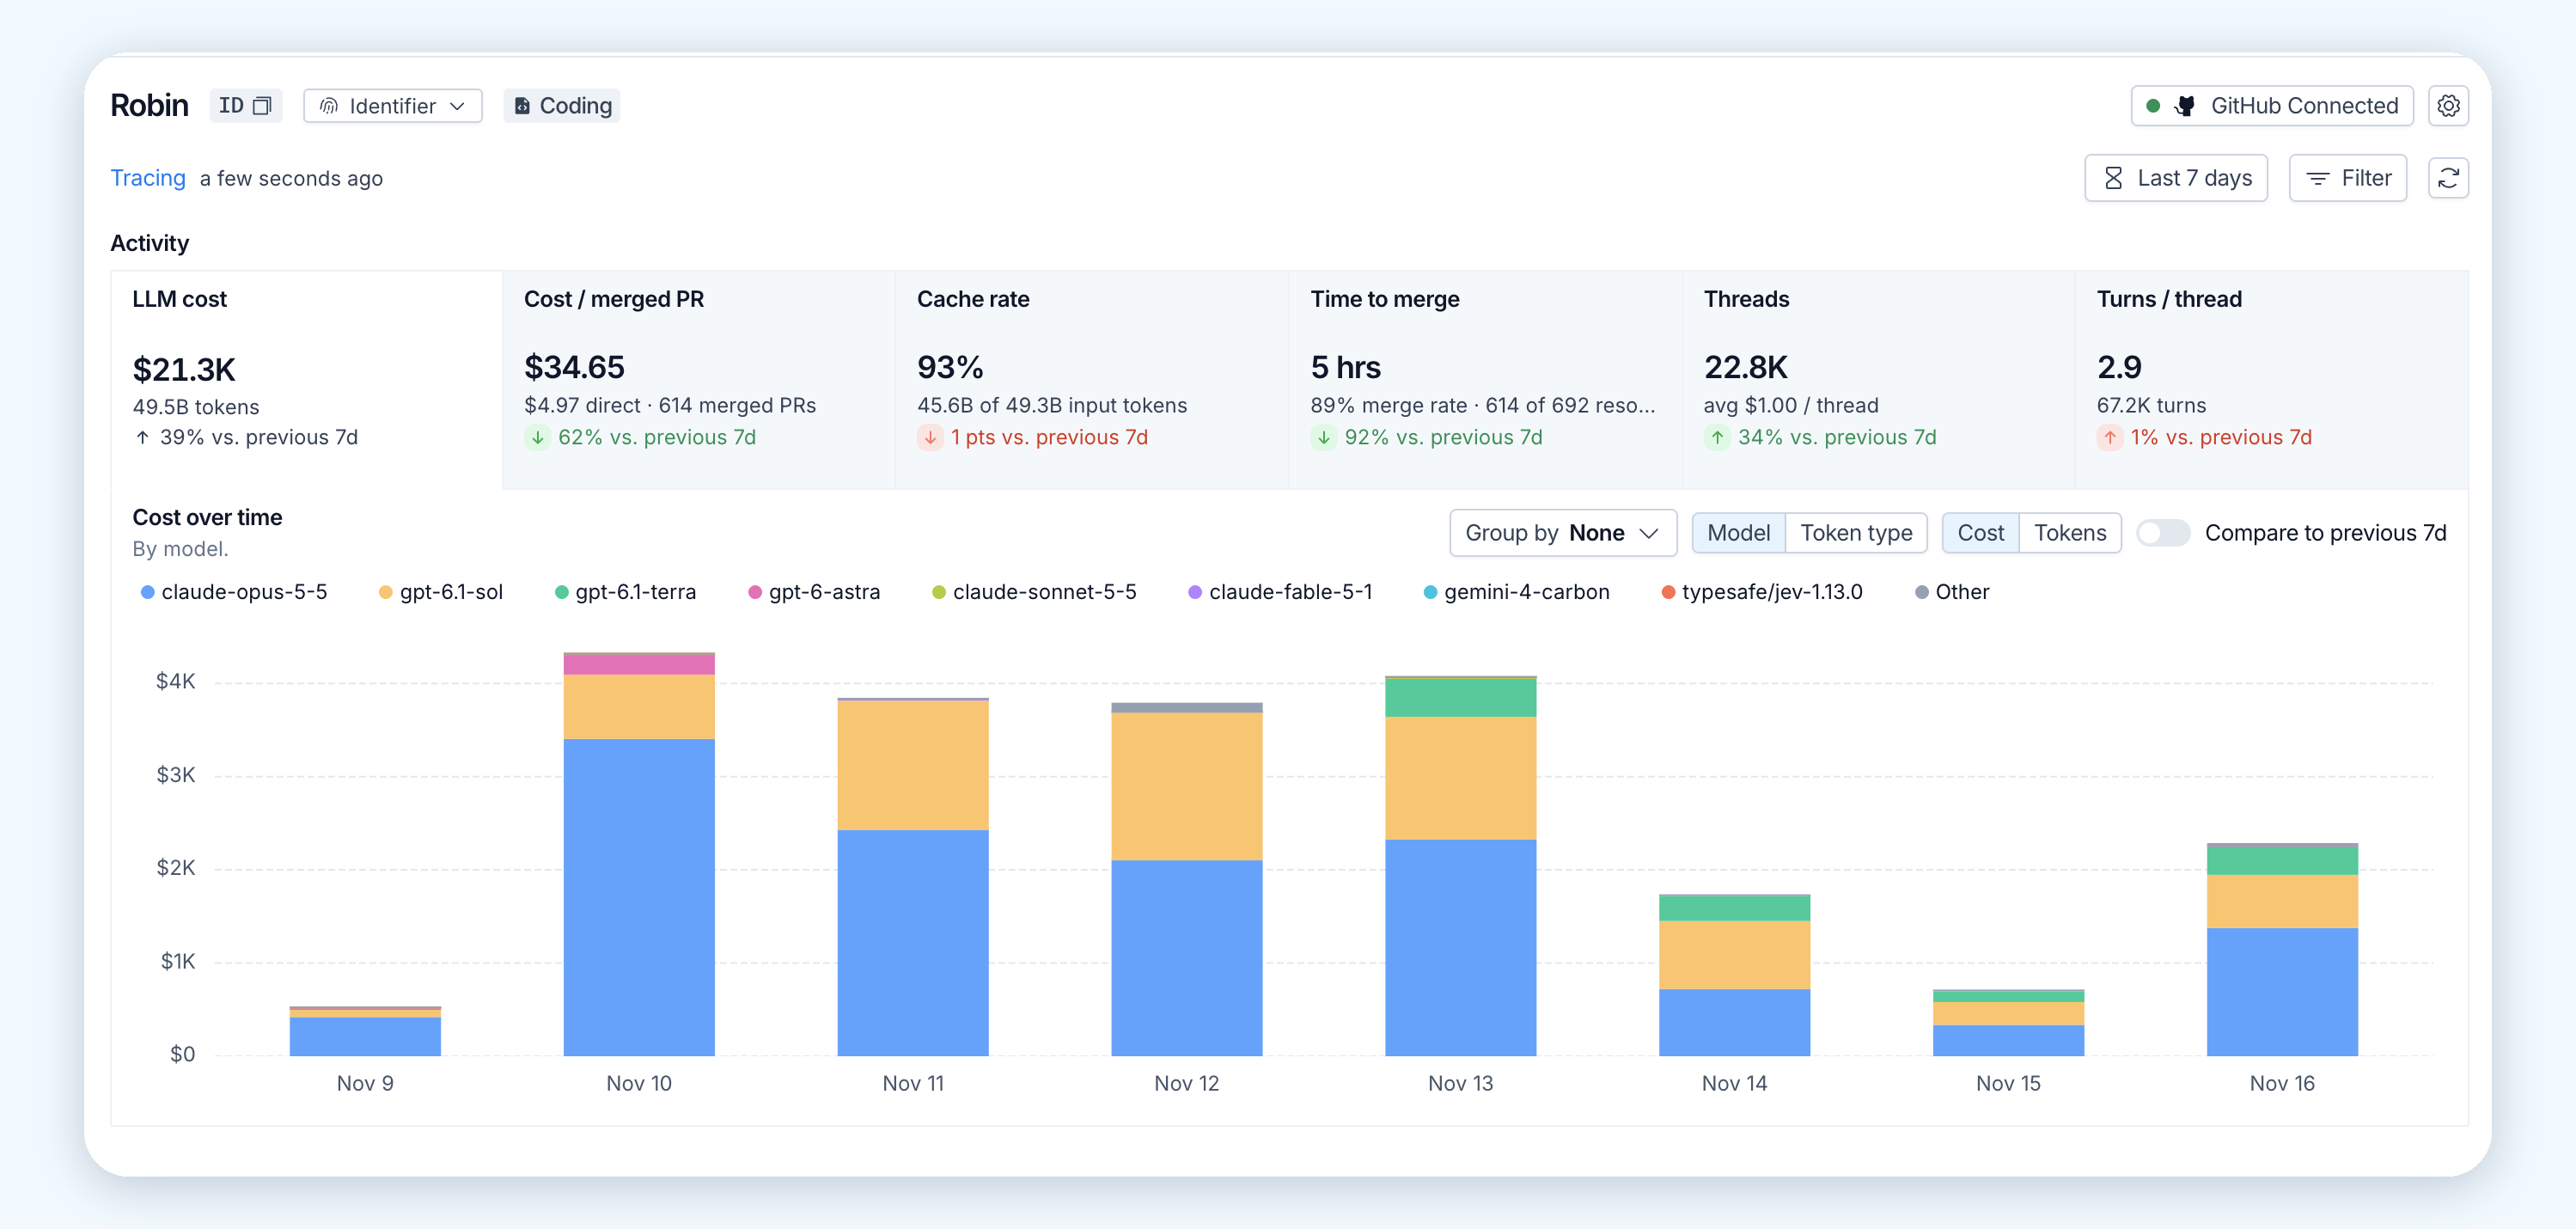 Robin ID Identifier Coding GitHub Connected
Tracing a few seconds ago Last 7 days Filter
Activity
LLM cost
$21.3K
49.5B tokens
↑ 39% vs. previous 7d
Cost / merged PR
$34.65
$4.97 direct · 614 merged PRs
↓ 62% vs. previous 7d
Cache rate
93%
45.6B of 49.3B input tokens
↓ 1 pts vs. previous 7d
Time to merge
5 hrs
89% merge rate · 614 of 692 reso...
↓ 92% vs. previous 7d
Threads
22.8K
avg $1.00 / thread
↑ 34% vs. previous 7d
Turns / thread
2.9
67.2K turns
↑ 1% vs. previous 7d
Cost over time
By model.
Group by None Model Token type Cost Tokens Compare to previous 7d
claude-opus-5-5 gpt-6.1-sol gpt-6.1-terra gpt-6-astra claude-sonnet-5-5 claude-fable-5-1 gemini-4-carbon typesafe/jev-1.13.0 Other
$4K
$3K
$2K
$1K
$0
Nov 9 Nov 10 Nov 11 Nov 12 Nov 13 Nov 14 Nov 15 Nov 16